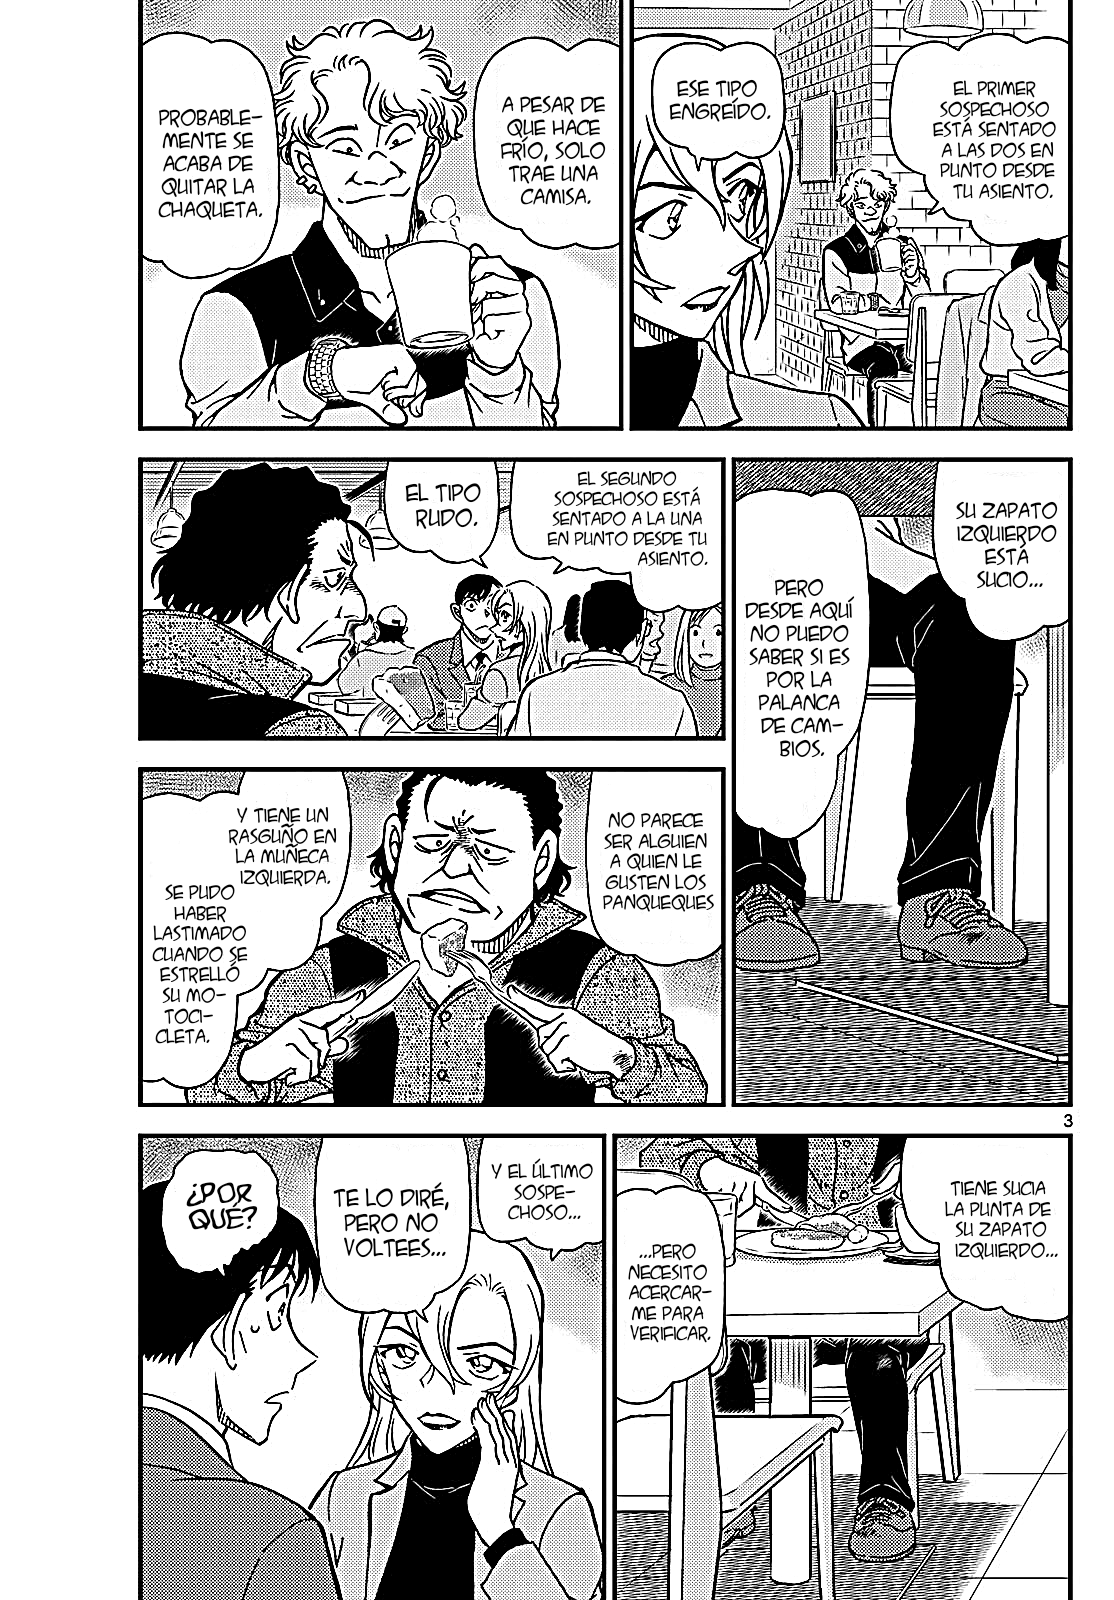 EL PRIMER
SOSPECHOSO
ESTÁ SENTADO
A LAS DOS EN
PUNTO DESDE
TU ASIENTO.
ESE TIPO
ENGREÍDO.
A PESAR DE
QUE HACE
FRÍO, SOLO
TRAE UNA
CAMISA.
PROBABLE-
MENTE SE
ACABA DE
QUITAR LA
CHAQUETA.
SU ZAPATO
IZQUIERDO
ESTÁ
SUCIO...
PERO
DESDE AQUÍ
NO PUEDO
SABER SI ES
POR LA
PALANCA
DE CAM-
BIOS.
EL SEGUNDO
SOSPECHOSO ESTÁ
SENTADO A LA UNA
EN PUNTO DESDE TU
ASIENTO.
EL TIPO
RUDO.
NO PARECE
SER ALGUIEN
A QUIEN LE
GUSTEN LOS
PANQUEQUES
Y TIENE UN
RASGUÑO EN
LA MUÑECA
IZQUIERDA.
SE PUDO
HABER
LASTIMADO
CUANDO SE
ESTRELLÓ
SU MO-
TOCI-
CLETA.
3
TIENE SUCIA
LA PUNTA DE
SU ZAPATO
IZQUIERDO...
...PERO
NECESITO
ACERCAR-
ME PARA
VERIFICAR.
Y EL ÚLTIMO
SOSPE-
CHOSO...
TE LO DIRÉ,
PERO NO
VOLTEES...
¿POR
QUÉ?